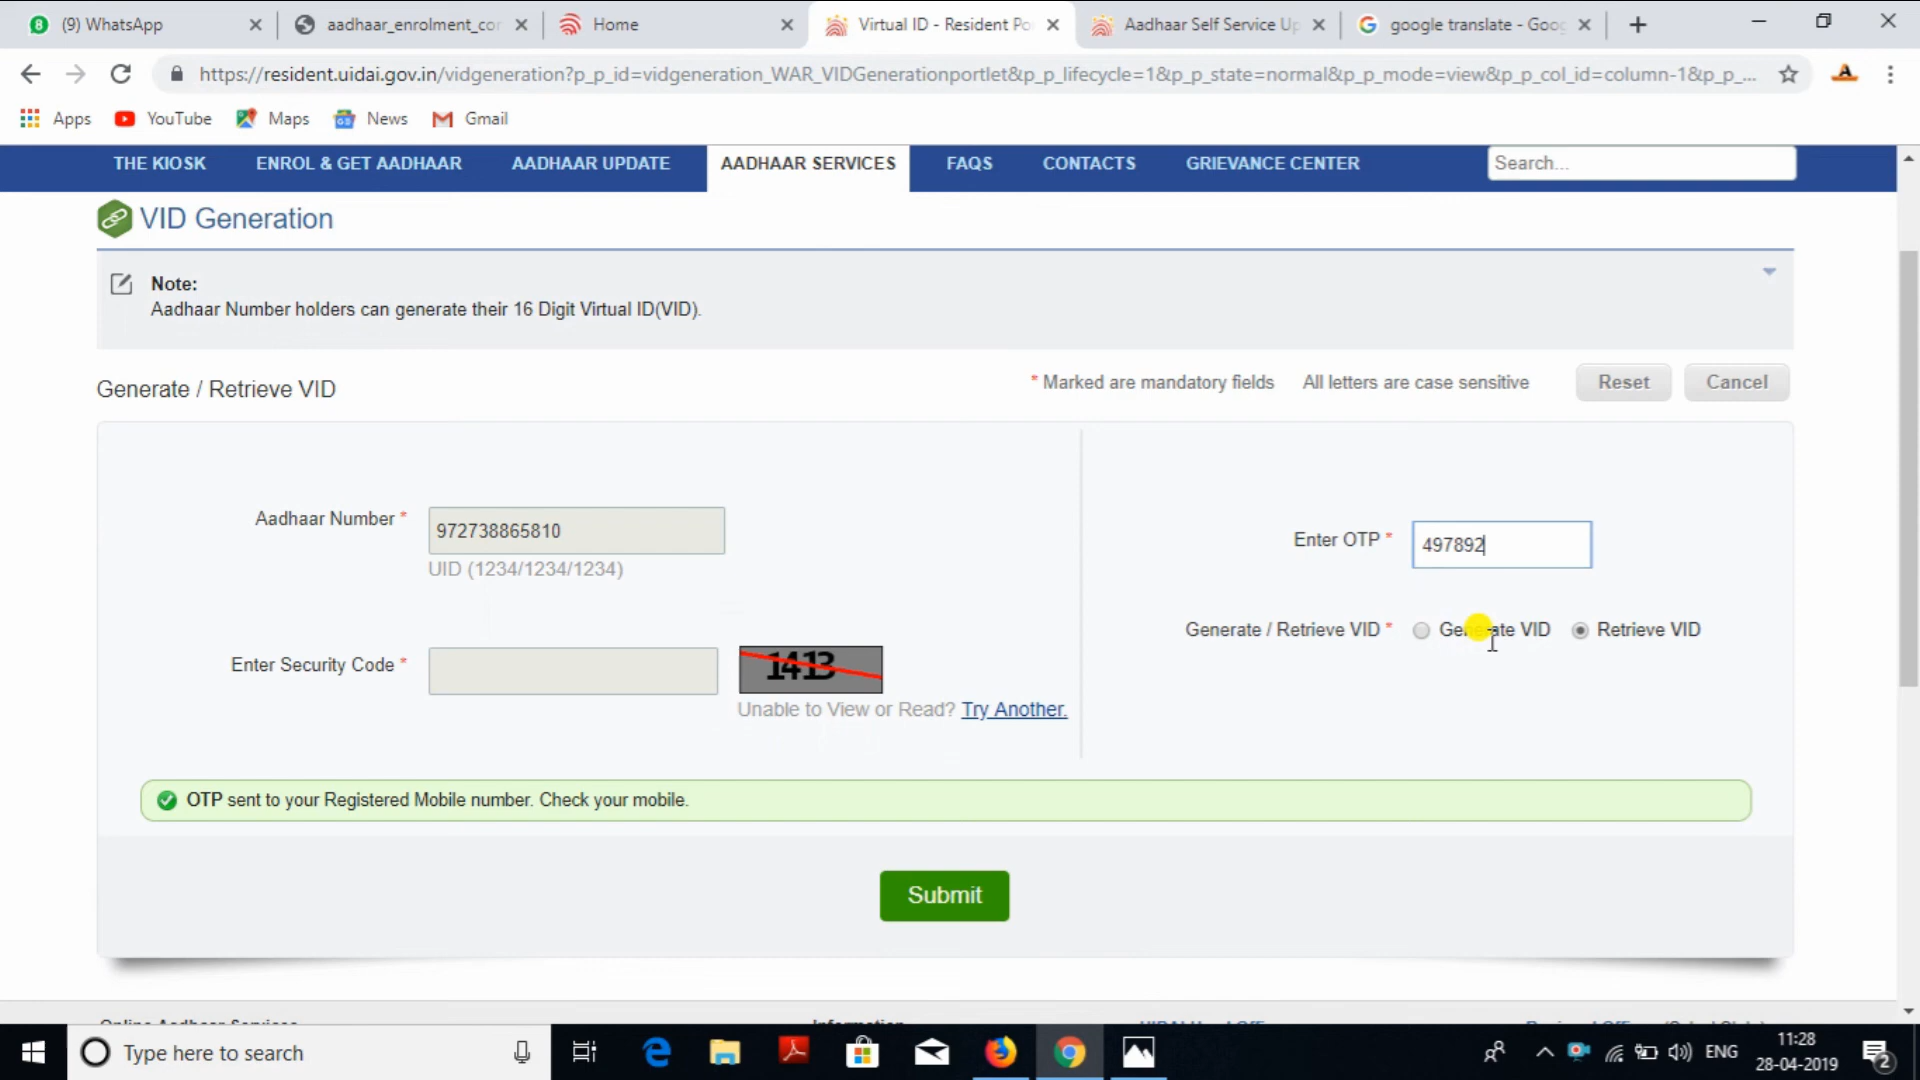 (9) WhatsApp
aadhaar_enrolment_cor
Home
Virtual ID - Resident Po
Aadhaar Self Service Up
google translate - Goog
https://resident.uidai.gov.in/vidgeneration?p_p_id=vidgeneration_WAR_VIDGenerationportlet&p_p_lifecycle=1&p_p_state=normal&p_p_mode=view&p_p_col_id=column-1&p_p_...
Apps YouTube Maps News Gmail
THE KIOSK ENROL & GET AADHAAR AADHAAR UPDATE AADHAAR SERVICES FAQS CONTACTS GRIEVANCE CENTER Search...
VID Generation
Note:
Aadhaar Number holders can generate their 16 Digit Virtual ID(VID).
Generate / Retrieve VID
* Marked are mandatory fields All letters are case sensitive Reset Cancel
Aadhaar Number * 972738865810
UID (1234/1234/1234)
Enter Security Code * 1413
Unable to View or Read? Try Another.
Enter OTP * 497892
Generate / Retrieve VID * Generate VID Retrieve VID
OTP sent to your Registered Mobile number. Check your mobile.
Submit
Online Aadhaar Services Information
Type here to search
ENG
11:28
28-04-2019
2